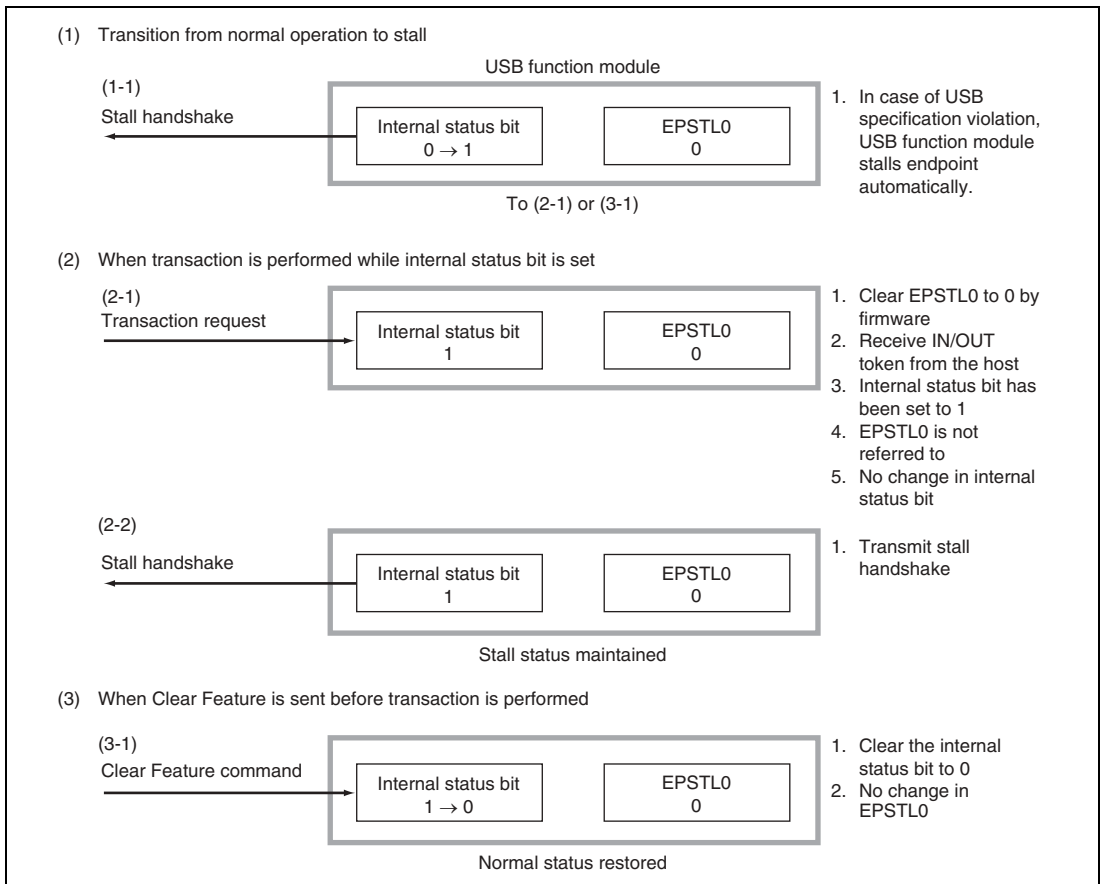 (1) Transition from normal operation to stall
(1-1)
Stall handshake
USB function module
Internal status bit
0 → 1
EPSTL0
0
To (2-1) or (3-1)
1. In case of USB
specification violation,
USB function module
stalls endpoint
automatically.
(2) When transaction is performed while internal status bit is set
(2-1)
Transaction request
Internal status bit
1
EPSTL0
0
1. Clear EPSTL0 to 0 by
firmware
2. Receive IN/OUT
token from the host
3. Internal status bit has
been set to 1
4. EPSTL0 is not
referred to
5. No change in internal
status bit
(2-2)
Stall handshake
Internal status bit
1
EPSTL0
0
1. Transmit stall
handshake
Stall status maintained
(3) When Clear Feature is sent before transaction is performed
(3-1)
Clear Feature command
Internal status bit
1 → 0
EPSTL0
0
1. Clear the internal
status bit to 0
2. No change in
EPSTL0
Normal status restored